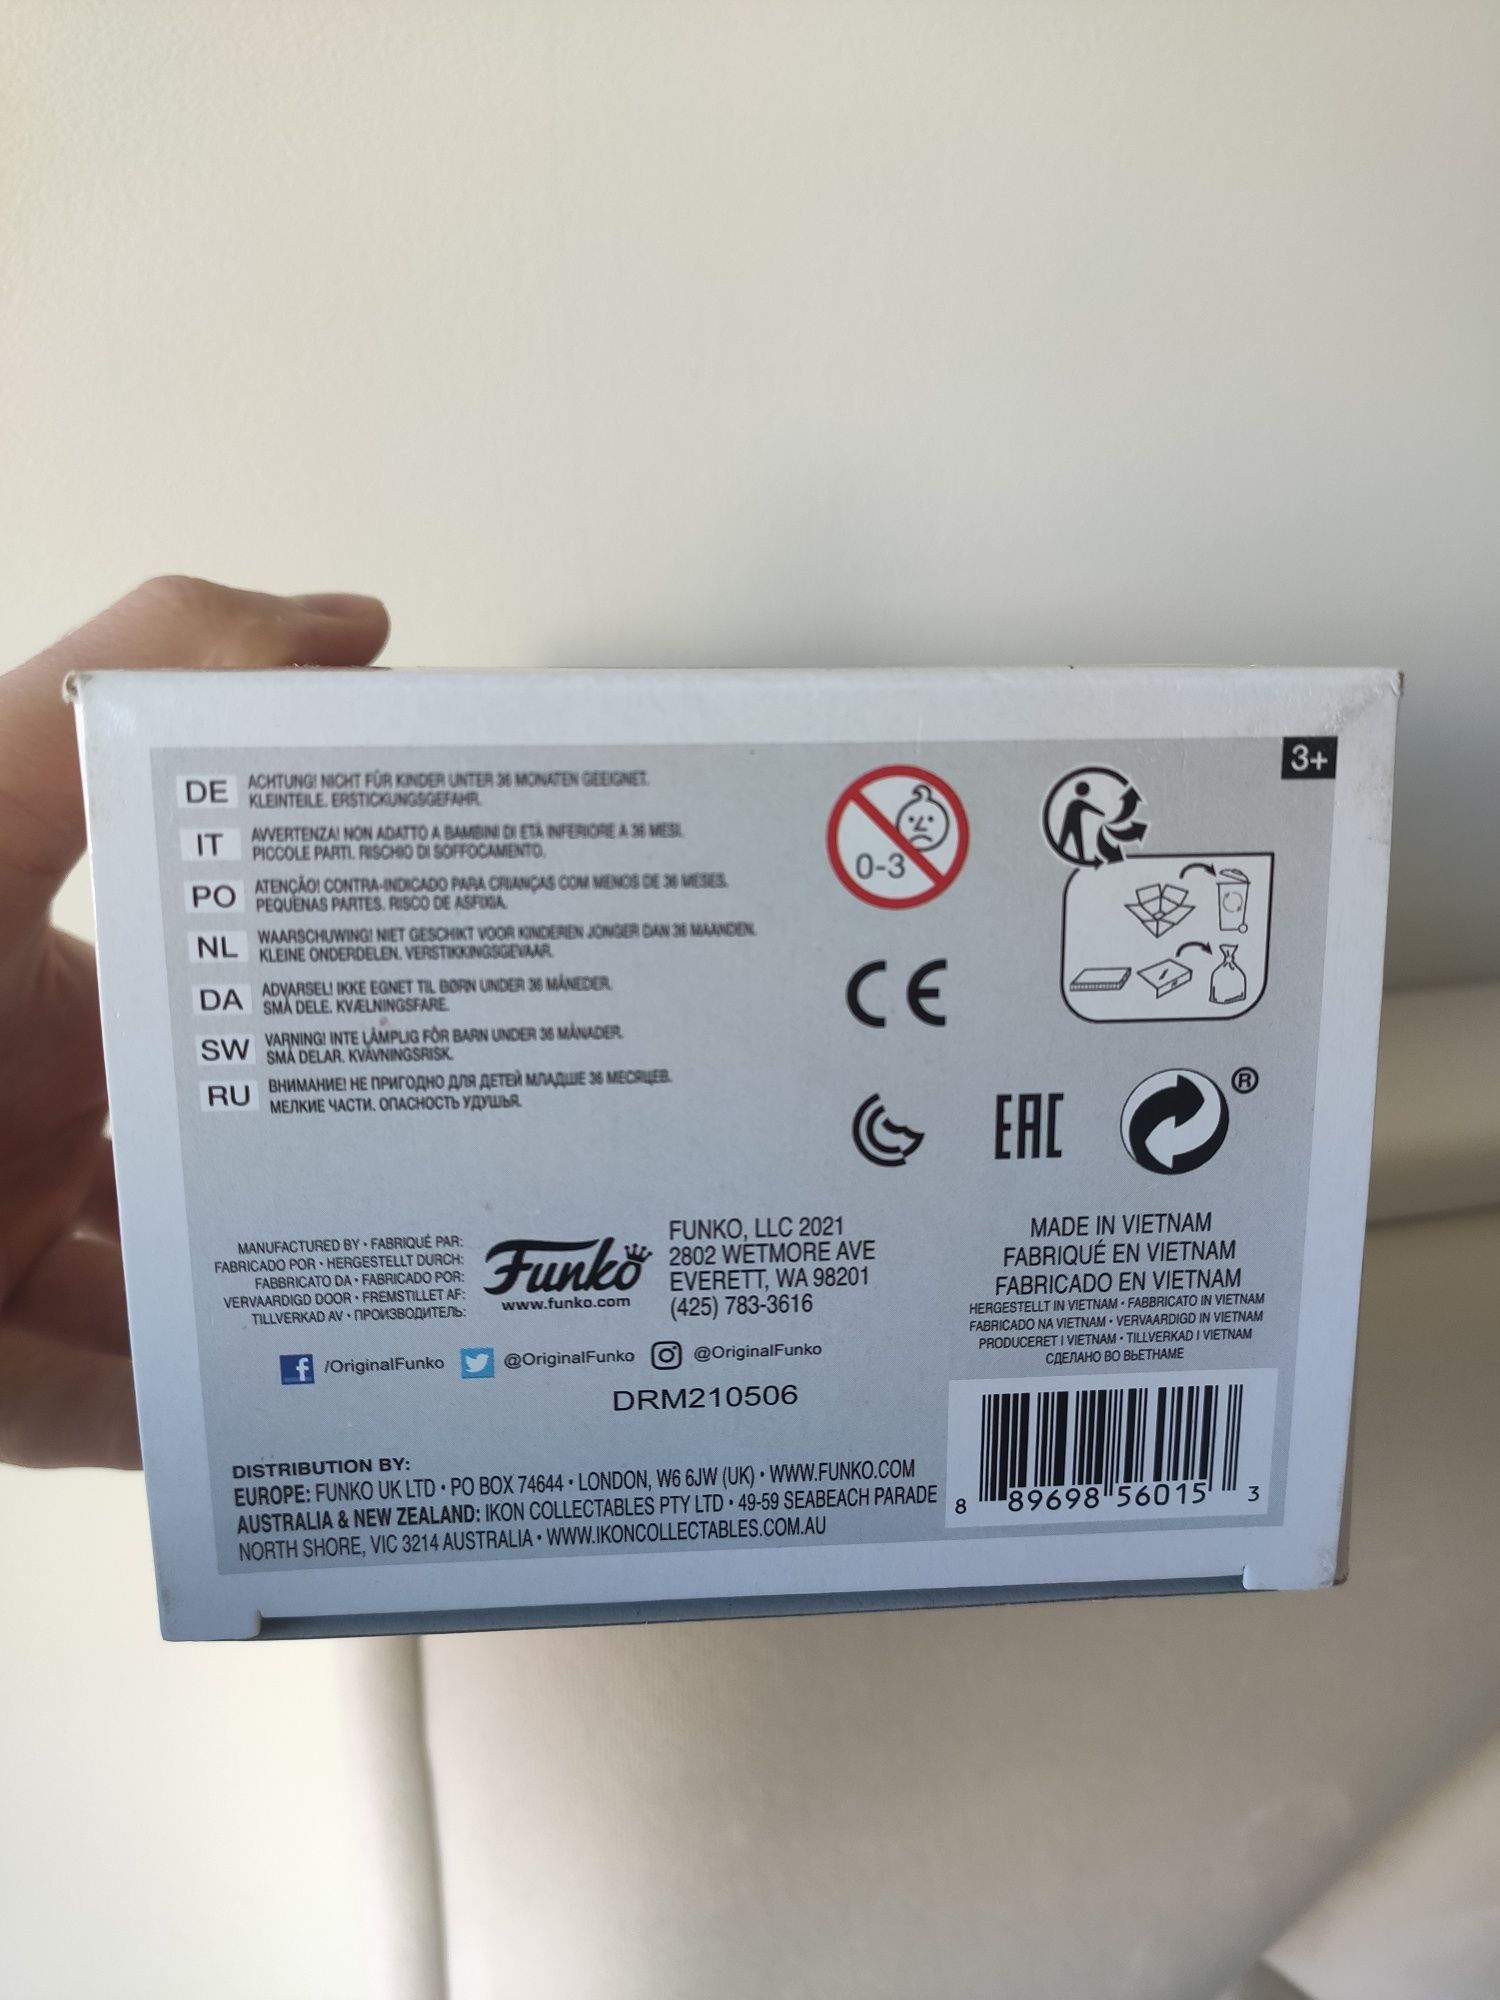 3+
DE
ACHTUNG! NICHT FÜR KINDER UNTER 36 MONATEN GEEIGNET.
KLEINTEILE. ERSTICKUNGSGEFAHR.
IT
AVVERTENZA! NON ADATTO A BAMBINI DI ETÀ INFERIORE A 36 MESI.
PICCOLE PARTI. RISCHIO DI SOFFOCAMENTO.
PO
ATENÇÃO! CONTRA-INDICADO PARA CRIANÇAS COM MENOS DE 36 MESES.
PEQUENAS PARTES. RISCO DE ASFIXIA.
NL
WAARSCHUWING! NIET GESCHIKT VOOR KINDEREN JONGER DAN 36 MAANDEN.
KLEINE ONDERDELEN. VERSTIKKINGSGEVAAR.
DA
ADVARSEL! IKKE EGNET TIL BØRN UNDER 36 MÅNEDER.
SMÅ DELE. KVÆLNINGSFARE.
SW
VARNING! INTE LÄMPLIG FÖR BARN UNDER 36 MÅNADER.
SMÅ DELAR. KVÄVNINGSRISK.
RU
ВНИМАНИЕ! НЕ ПРИГОДНО ДЛЯ ДЕТЕЙ МЛАДШЕ 36 МЕСЯЦЕВ.
МЕЛКИЕ ЧАСТИ. ОПАСНОСТЬ УДУШЬЯ.
0-3
CE
EAC
®
MANUFACTURED BY • FABRIQUÉ PAR:
FABRICADO POR • HERGESTELLT DURCH:
FABBRICATO DA • FABRICADO POR:
VERVAARDIGD DOOR • FREMSTILLET AF:
TILLVERKAD AV • ПРОИЗВОДИТЕЛЬ:
Funko
www.funko.com
FUNKO, LLC 2021
2802 WETMORE AVE
EVERETT, WA 98201
(425) 783-3616
MADE IN VIETNAM
FABRIQUÉ EN VIETNAM
FABRICADO EN VIETNAM
HERGESTELLT IN VIETNAM • FABBRICATO IN VIETNAM
FABRICADO NA VIETNAM • VERVAARDIGD IN VIETNAM
PRODUCERET I VIETNAM • TILLVERKAD I VIETNAM
СДЕЛАНО ВО ВЬЕТНАМЕ
/OriginalFunko @OriginalFunko @OriginalFunko
DRM210506
DISTRIBUTION BY:
EUROPE: FUNKO UK LTD • PO BOX 74644 • LONDON, W6 6JW (UK) • WWW.FUNKO.COM
AUSTRALIA & NEW ZEALAND: IKON COLLECTABLES PTY LTD • 49-59 SEABEACH PARADE
NORTH SHORE, VIC 3214 AUSTRALIA • WWW.IKONCOLLECTABLES.COM.AU
8 89698 56015 3